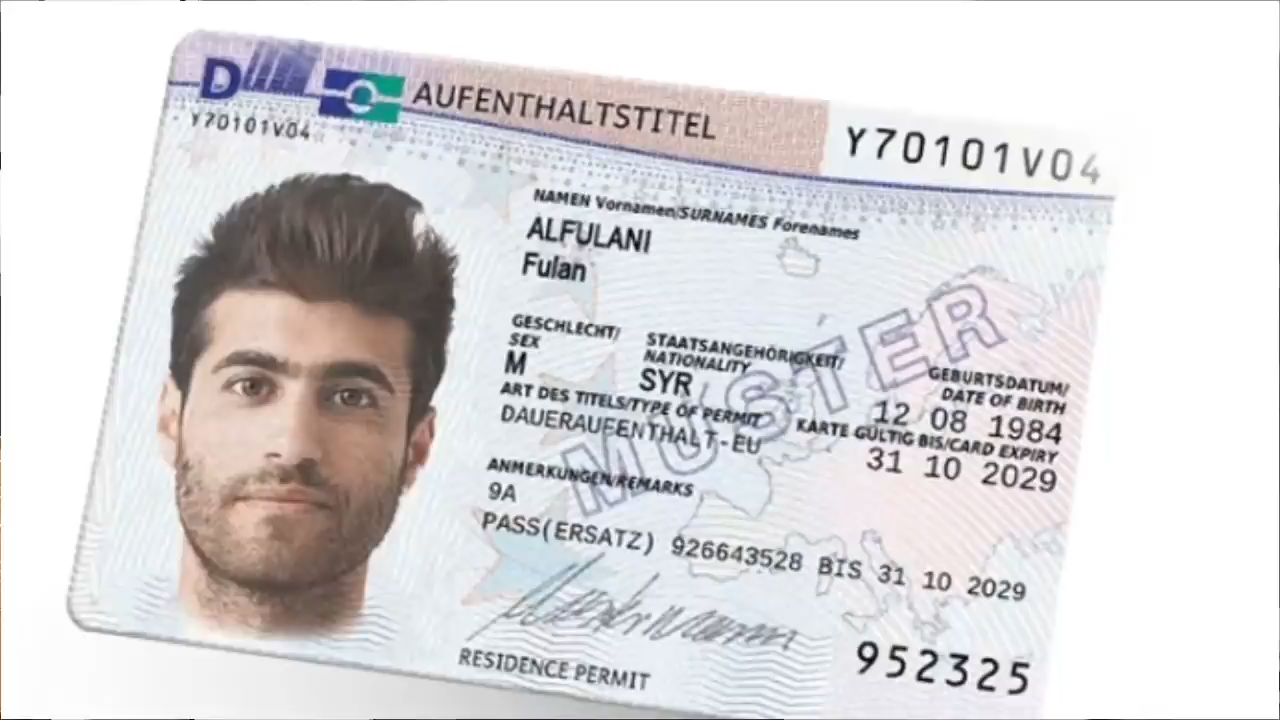 D
AUFENTHALTSTITEL
Y70101V04
Y70101V04
NAMEN Vornamen/SURNAMES Forenames
ALFULANI
Fulan
GESCHLECHT/
SEX
M
STAATSANGEHÖRIGKEIT/
NATIONALITY
SYR
GEBURTSDATUM/
DATE OF BIRTH
12 08 1984
ART DES TITELS/TYPE OF PERMIT
DAUERAUFENTHALT-EU
KARTE GÜLTIG BIS/CARD EXPIRY
31 10 2029
MUSTER
ANMERKUNGEN/REMARKS
9A
PASS(ERSATZ) 926643528 BIS 31 10 2029
952325
RESIDENCE PERMIT